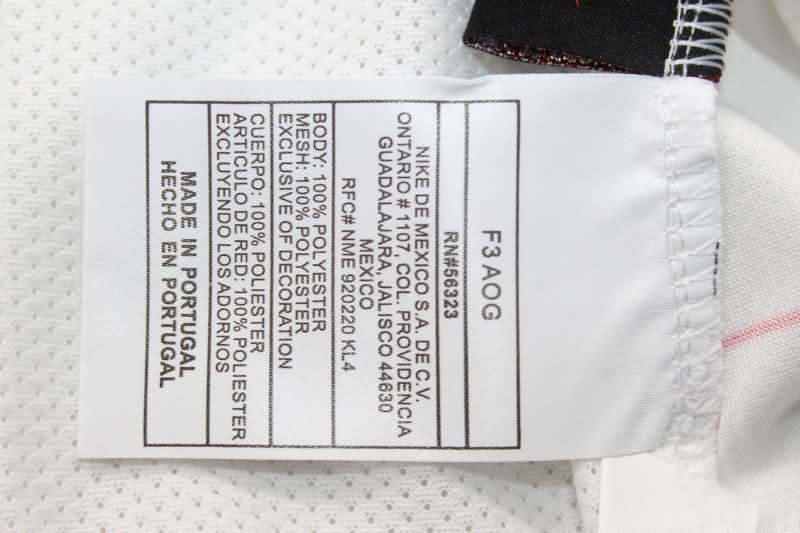 F3 AOG
RN#56323
NIKE DE MEXICO S.A. DE C.V.
ONTARIO # 1107, COL. PROVIDENCIA
GUADALAJARA, JALISCO 44630
MEXICO
RFC# NME 920220 KL4
BODY: 100% POLYESTER
MESH: 100% POLYESTER
EXCLUSIVE OF DECORATION
CUERPO: 100% POLIESTER
ARTICULO DE RED: 100% POLIESTER
EXCLUYENDO LOS ADORNOS
MADE IN PORTUGAL
HECHO EN PORTUGAL